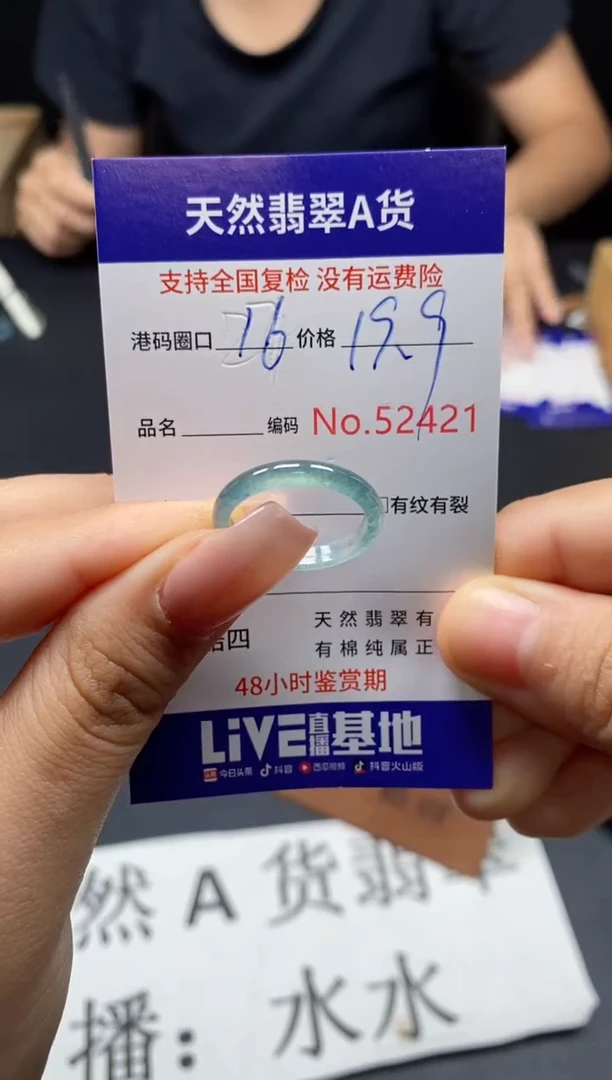 天然翡翠A货
支持全国复检 没有运费险
港码圈口 16 价格 19.9
品名 编码 No.52421
有纹有裂
四
天然翡翠有
有棉纯属正
48小时鉴赏期
LiVE直播基地
今日头条 抖音 西瓜视频 抖音火山版
然 A 货翡翠
播：水水